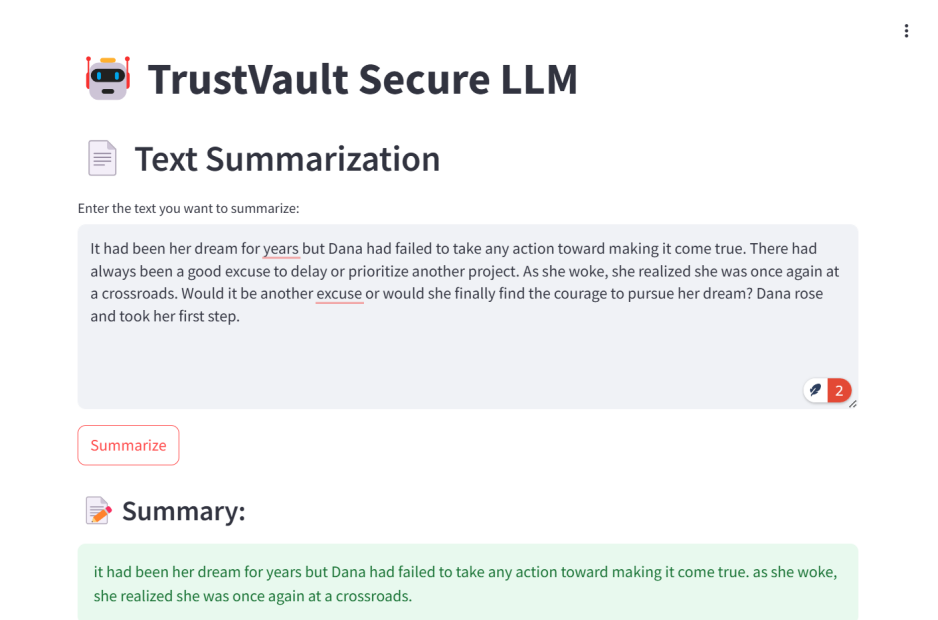 TrustVault Secure LLM
Text Summarization
Enter the text you want to summarize:
It had been her dream for years but Dana had failed to take any action toward making it come true. There had
always been a good excuse to delay or prioritize another project. As she woke, she realized she was once again at
a crossroads. Would it be another excuse or would she finally find the courage to pursue her dream? Dana rose
and took her first step.
2
Summarize
Summary:
it had been her dream for years but Dana had failed to take any action toward making it come true. as she woke,
she realized she was once again at a crossroads.